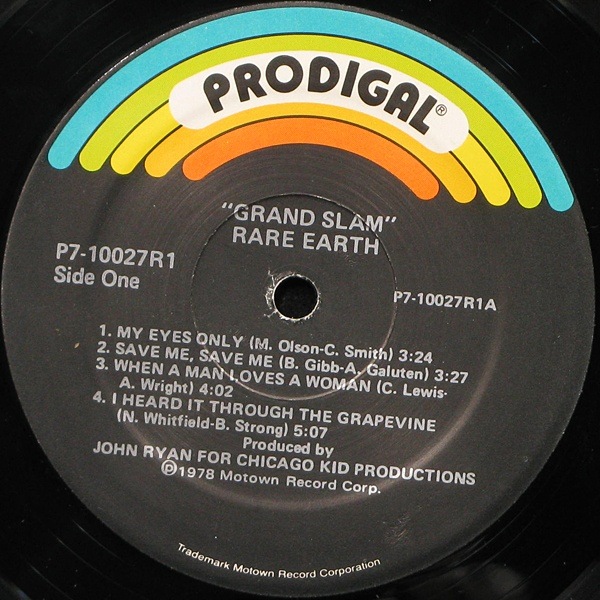 PRODIGAL®
"GRAND SLAM"
RARE EARTH
P7-10027R1
Side One
P7-10027R1A
1. MY EYES ONLY (M. Olson-C. Smith) 3:24
2. SAVE ME, SAVE ME (B. Gibb-A. Galuten) 3:27
3. WHEN A MAN LOVES A WOMAN (C. Lewis-
A. Wright) 4:02
4. I HEARD IT THROUGH THE GRAPEVINE
(N. Whitfield-B. Strong) 5:07
Produced by
JOHN RYAN FOR CHICAGO KID PRODUCTIONS
℗1978 Motown Record Corp.
Trademark Motown Record Corporation